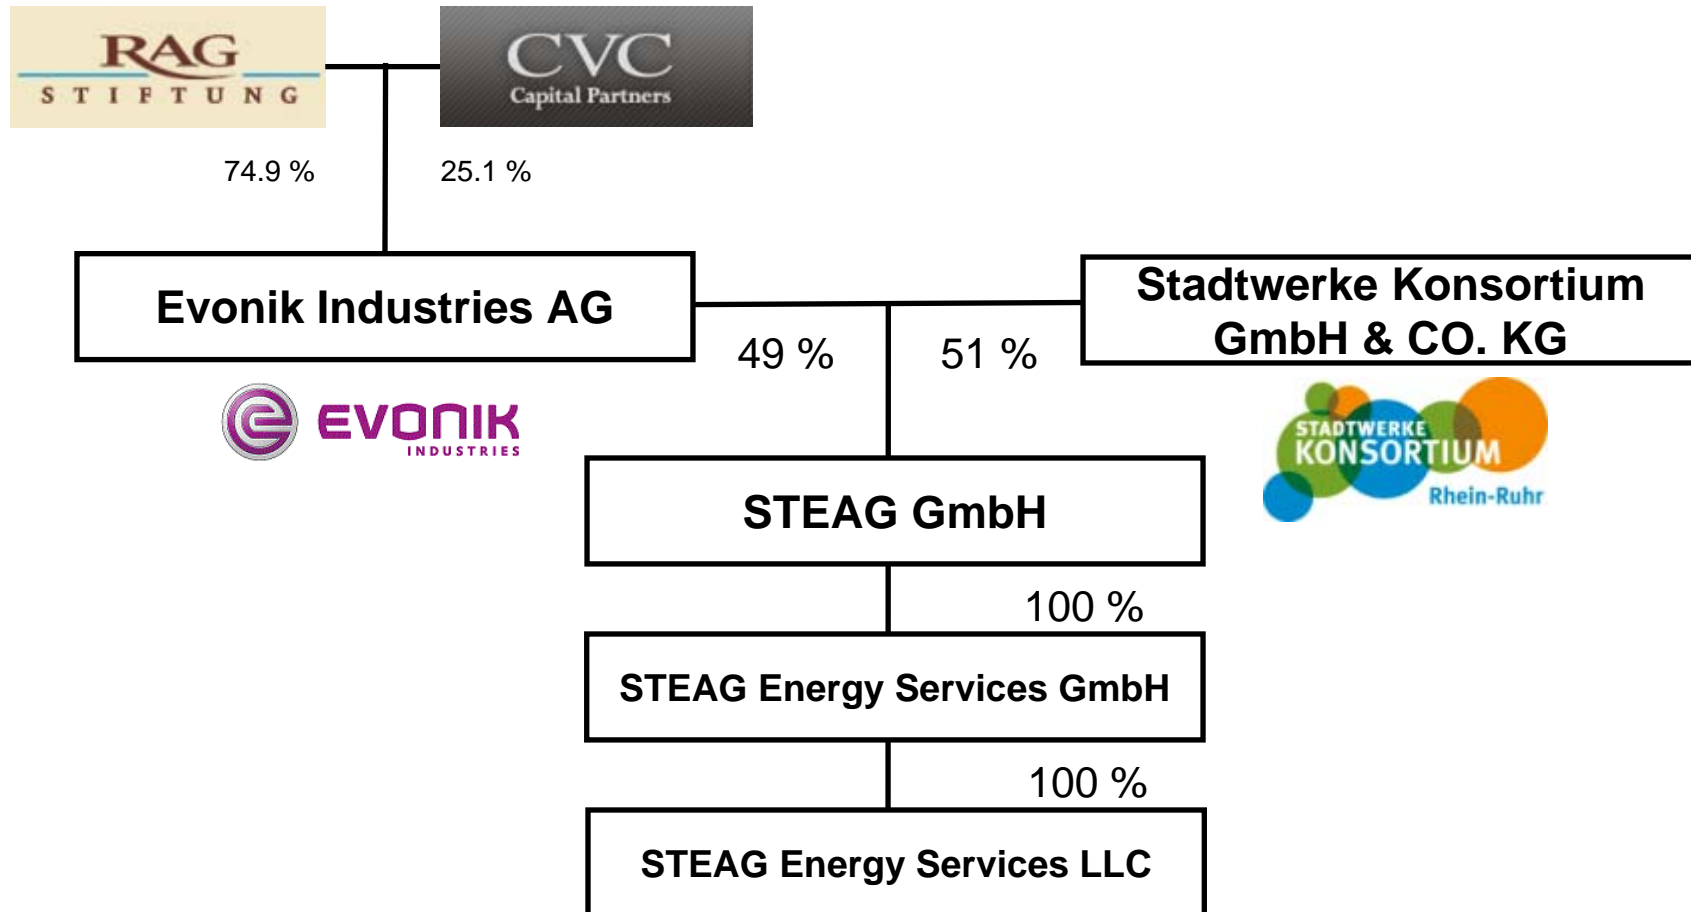 RAG
STIFTUNG
CVC
Capital Partners
74.9 %
25.1 %
Evonik Industries AG
Stadtwerke Konsortium
GmbH & CO. KG
49 %
51 %
EVONIK
INDUSTRIES
STADTWERKE
KONSORTIUM
Rhein-Ruhr
STEAG GmbH
100 %
STEAG Energy Services GmbH
100 %
STEAG Energy Services LLC